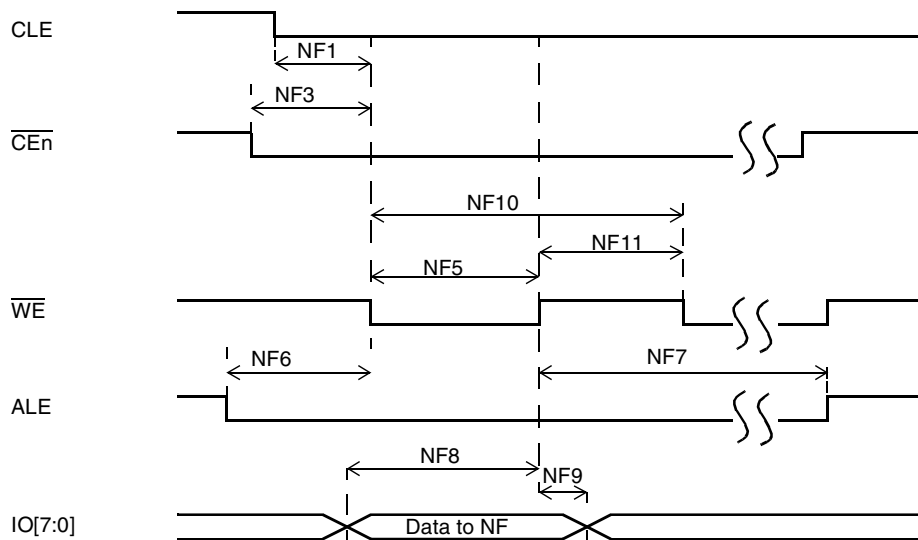 CLE
NF1
NF3
CEn
NF10
NF11
NF5
WE
NF6
NF7
ALE
NF8
NF9
IO[7:0]
Data to NF